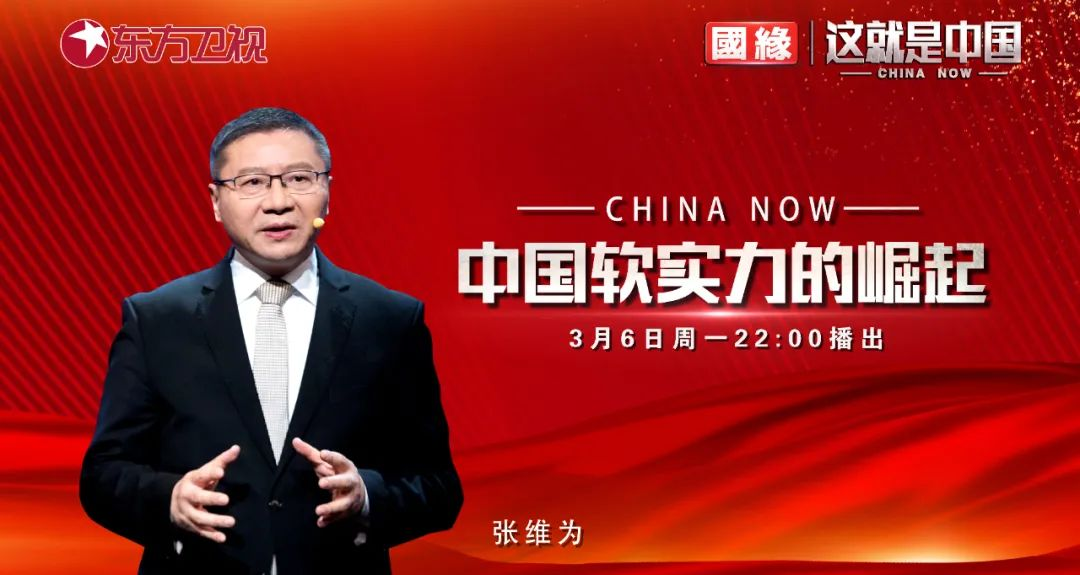 东方卫视
國緣
这就是中国
CHINA NOW
CHINA NOW
中国软实力的崛起
3月6日周一22:00播出
张维为